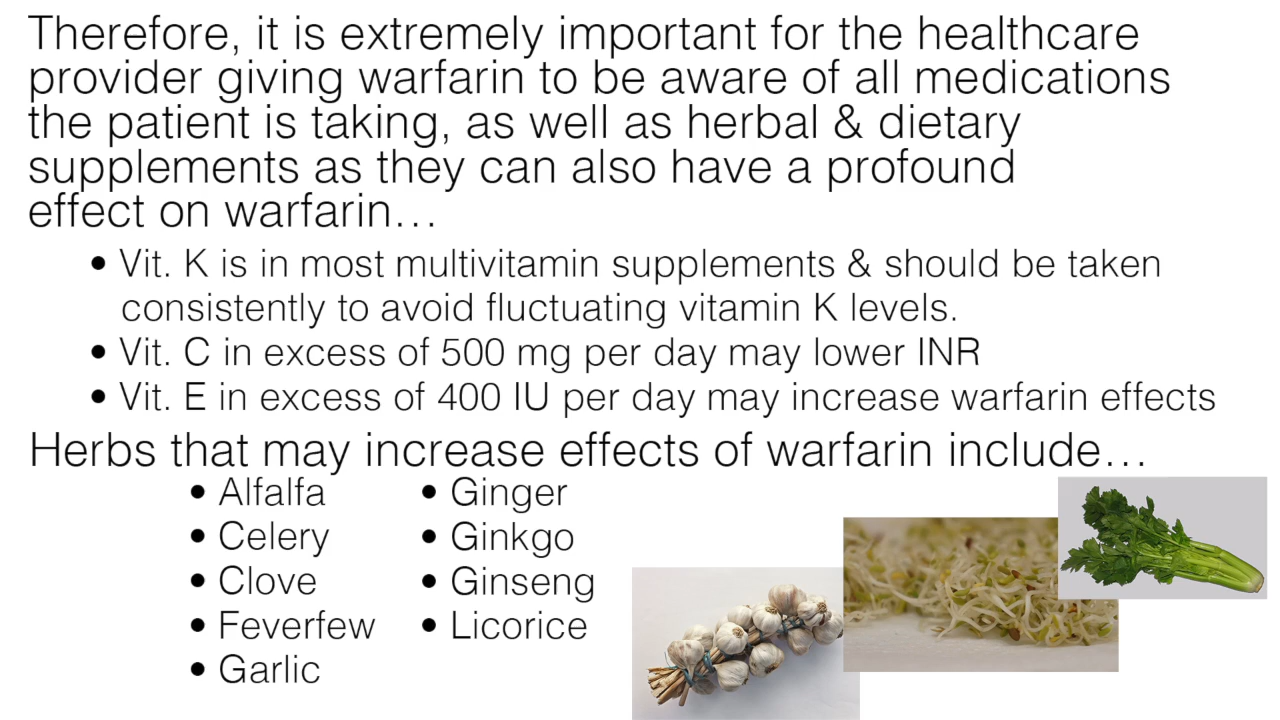 Therefore, it is extremely important for the healthcare
provider giving warfarin to be aware of all medications
the patient is taking, as well as herbal & dietary
supplements as they can also have a profound
effect on warfarin…
• Vit. K is in most multivitamin supplements & should be taken
consistently to avoid fluctuating vitamin K levels.
• Vit. C in excess of 500 mg per day may lower INR
• Vit. E in excess of 400 IU per day may increase warfarin effects
Herbs that may increase effects of warfarin include…
• Alfalfa
• Celery
• Clove
• Feverfew
• Garlic
• Ginger
• Ginkgo
• Ginseng
• Licorice